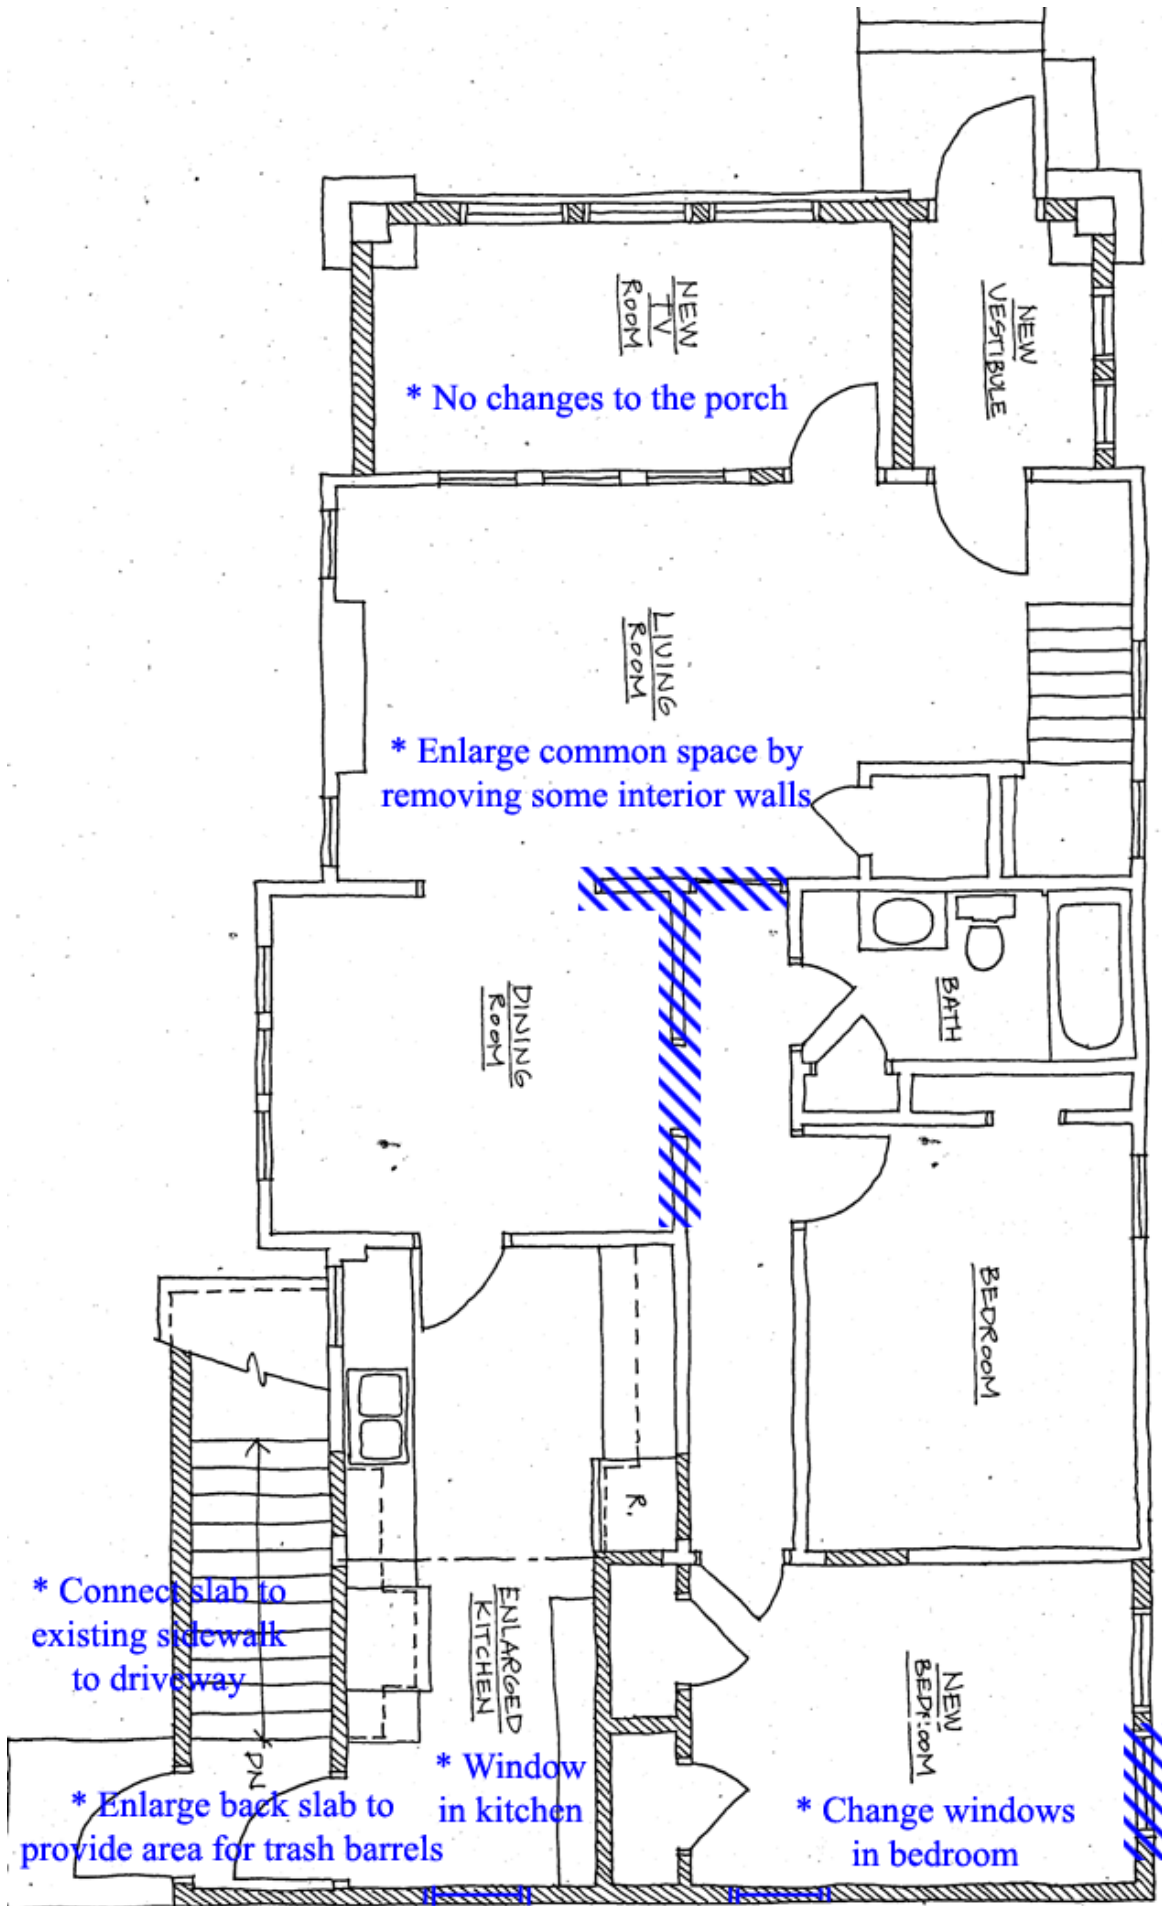 NEW
TV
ROOM
NEW
VESTIBULE
* No changes to the porch
LIVING
ROOM
* Enlarge common space by
removing some interior walls
BATH
DINING
ROOM
BEDROOM
R.
* Connect slab to
existing sidewalk
to driveway
ENLARGED
KITCHEN
NEW
BEDROOM
DN
* Window
in kitchen
* Enlarge back slab to
provide area for trash barrels
* Change windows
in bedroom